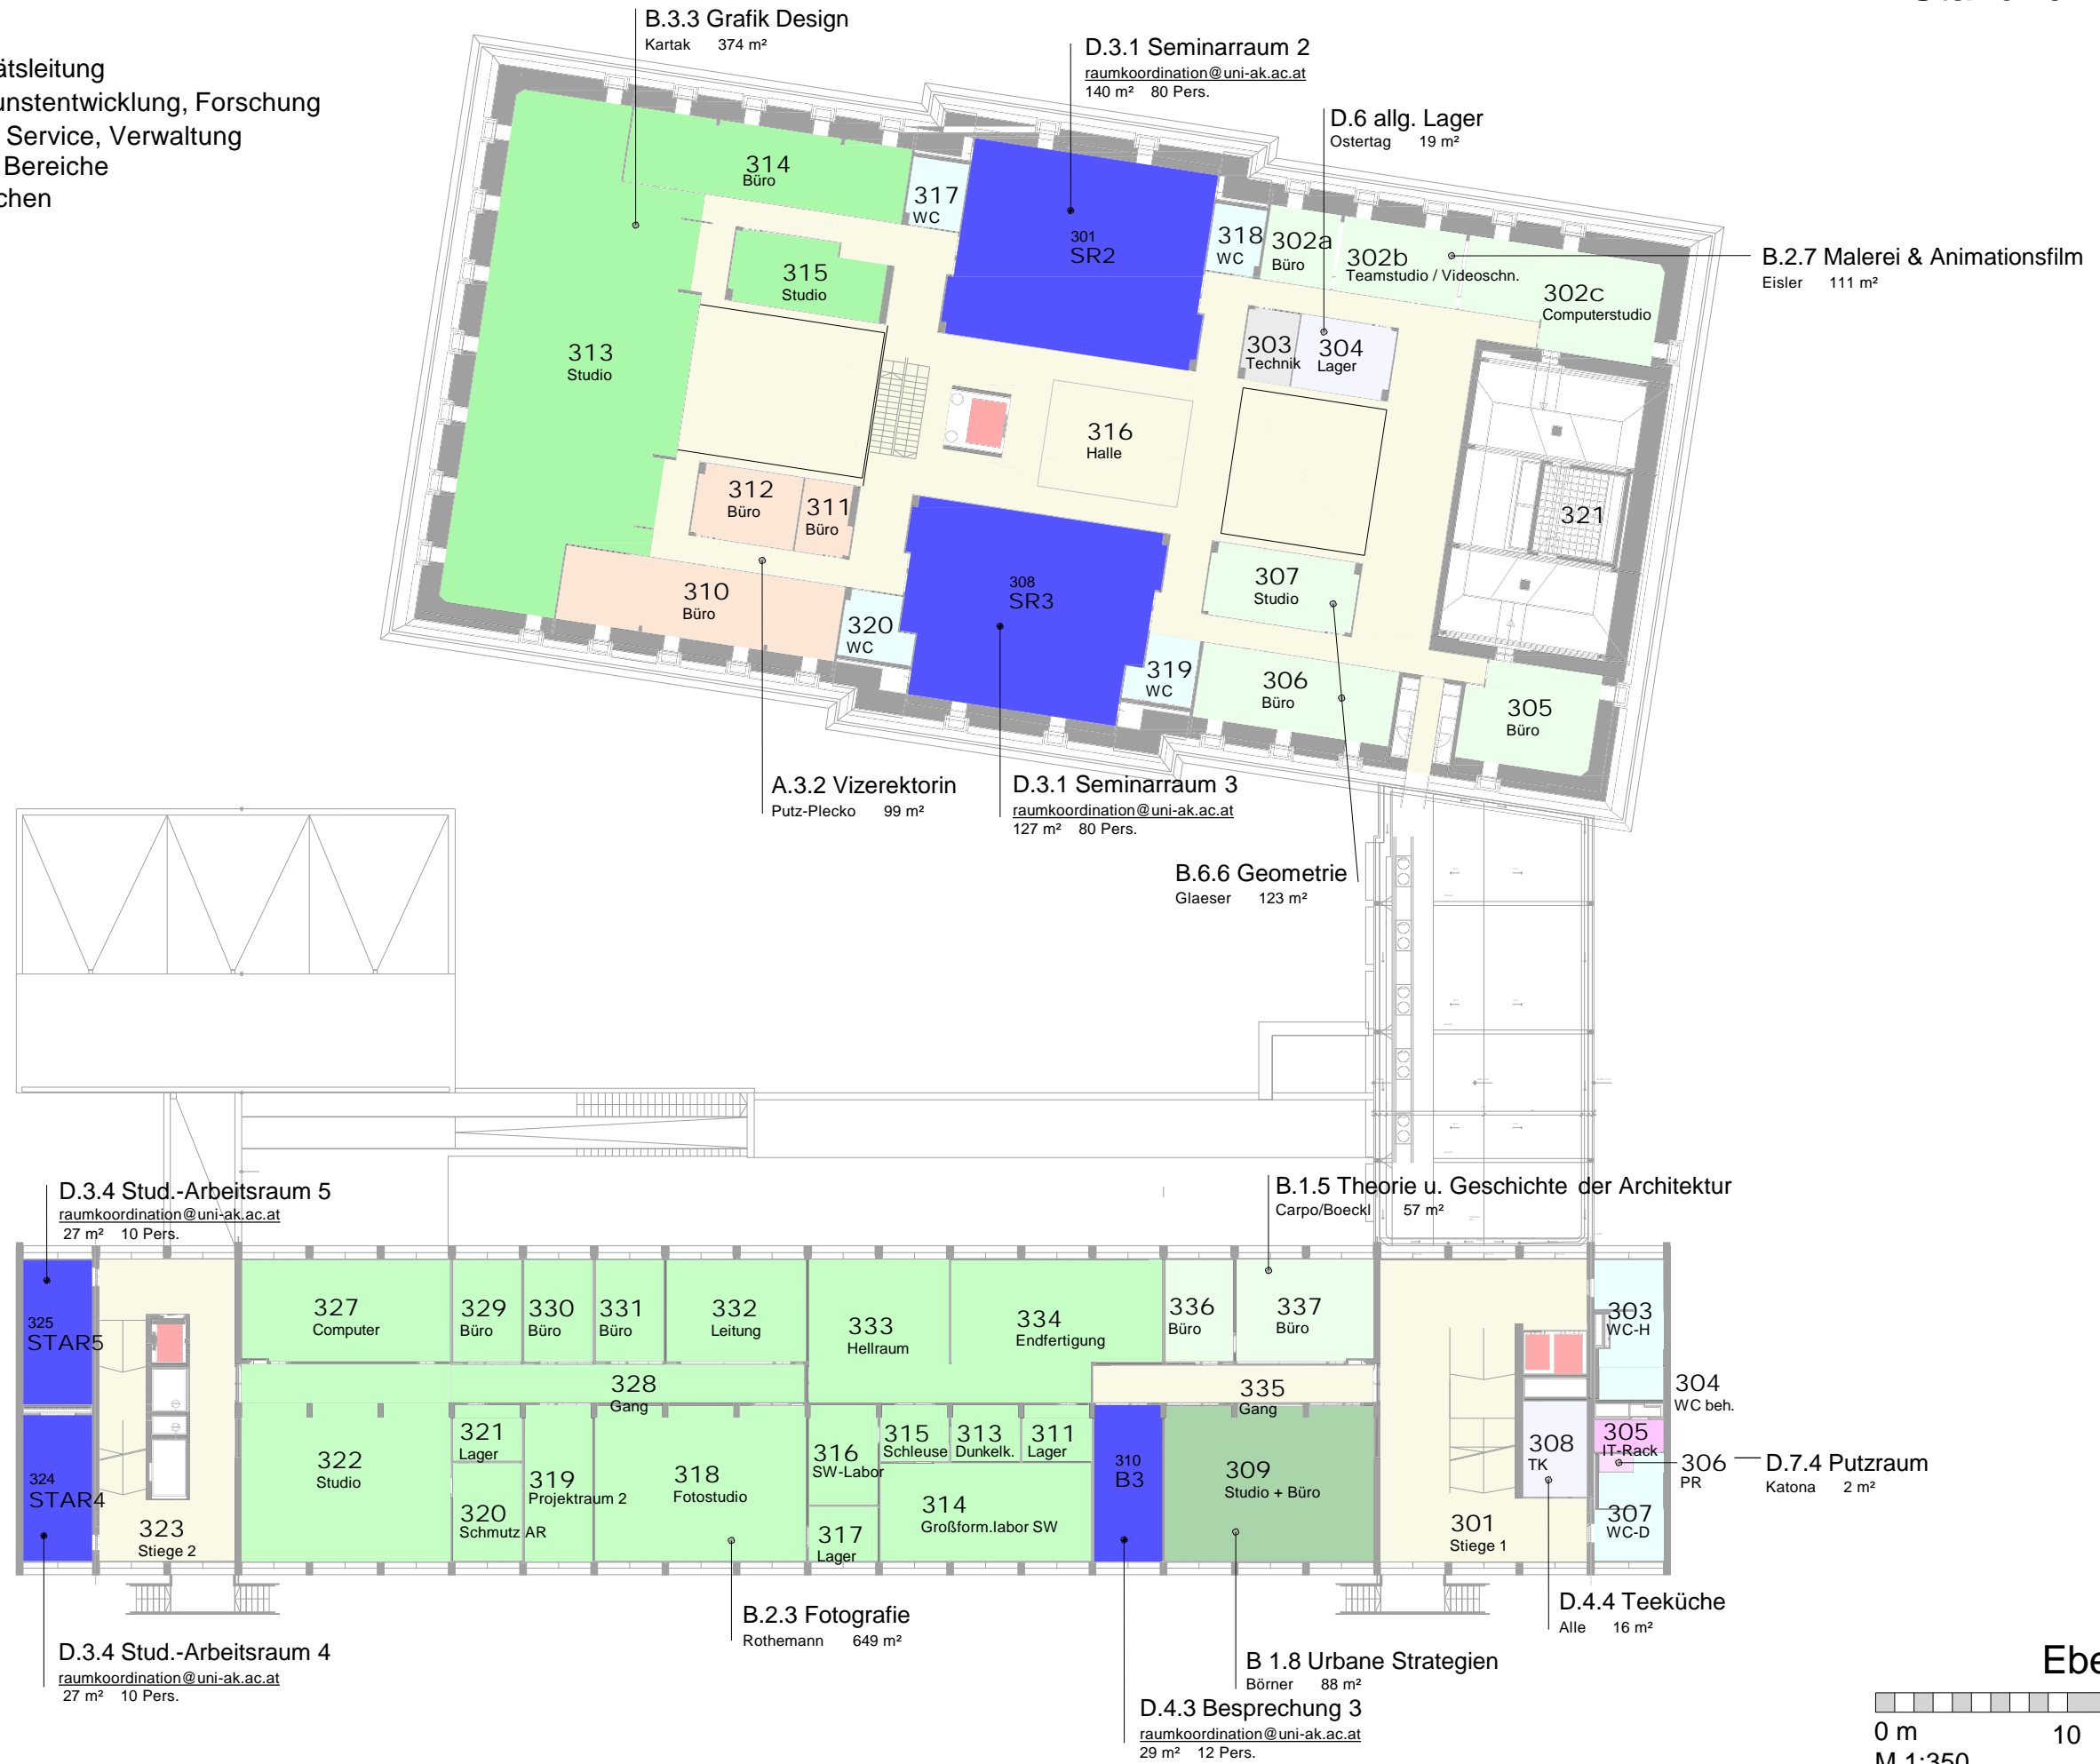 B.3.3 Grafik Design
Kartak 374 m²
D.3.1 Seminarraum 2
raumkoordination@uni-ak.ac.at
140 m² 80 Pers.
Service, Verwaltung
Bereiche
D.6 allg. Lager
Ostertag 19 m²
B.2.7 Malerei & Animationsfilm
Eisler 111 m²
314
Büro
317
WC
301
SR2
318
WC
302a
Büro
302b
Teamstudio / Videoschn.
302c
Computerstudio
315
Studio
313
Studio
303
Technik
304
Lager
316
Halle
312
Büro
311
Büro
321
310
Büro
308
SR3
307
Studio
320
WC
319
WC
306
Büro
305
Büro
A.3.2 Vizerektorin
Putz-Plecko 99 m²
D.3.1 Seminarraum 3
raumkoordination@uni-ak.ac.at
127 m² 80 Pers.
B.6.6 Geometrie
Glaeser 123 m²
D.3.4 Stud.-Arbeitsraum 5
raumkoordination@uni-ak.ac.at
27 m² 10 Pers.
B.1.5 Theorie u. Geschichte der Architektur
Carpo/Boeckl 57 m²
325
STAR5
327
Computer
329
Büro
330
Büro
331
Büro
332
Leitung
333
Hellraum
334
Endfertigung
336
Büro
337
Büro
303
WC-H
328
Gang
335
Gang
304
WC beh.
324
STAR4
323
Stiege 2
322
Studio
321
Lager
320
Schmutz AR
319
Projektraum 2
318
Fotostudio
316
SW-Labor
317
Lager
315
Schleuse
313
Dunkelk.
311
Lager
314
Großform.labor SW
310
B3
309
Studio + Büro
301
Stiege 1
308
TK
305
IT-Rack
306
PR
307
WC-D
D.7.4 Putzraum
Katona 2 m²
B.2.3 Fotografie
Rothemann 649 m²
D.4.4 Teeküche
Alle 16 m²
D.3.4 Stud.-Arbeitsraum 4
raumkoordination@uni-ak.ac.at
27 m² 10 Pers.
B 1.8 Urbane Strategien
Börner 88 m²
D.4.3 Besprechung 3
raumkoordination@uni-ak.ac.at
29 m² 12 Pers.
0 m 10
M 1:350